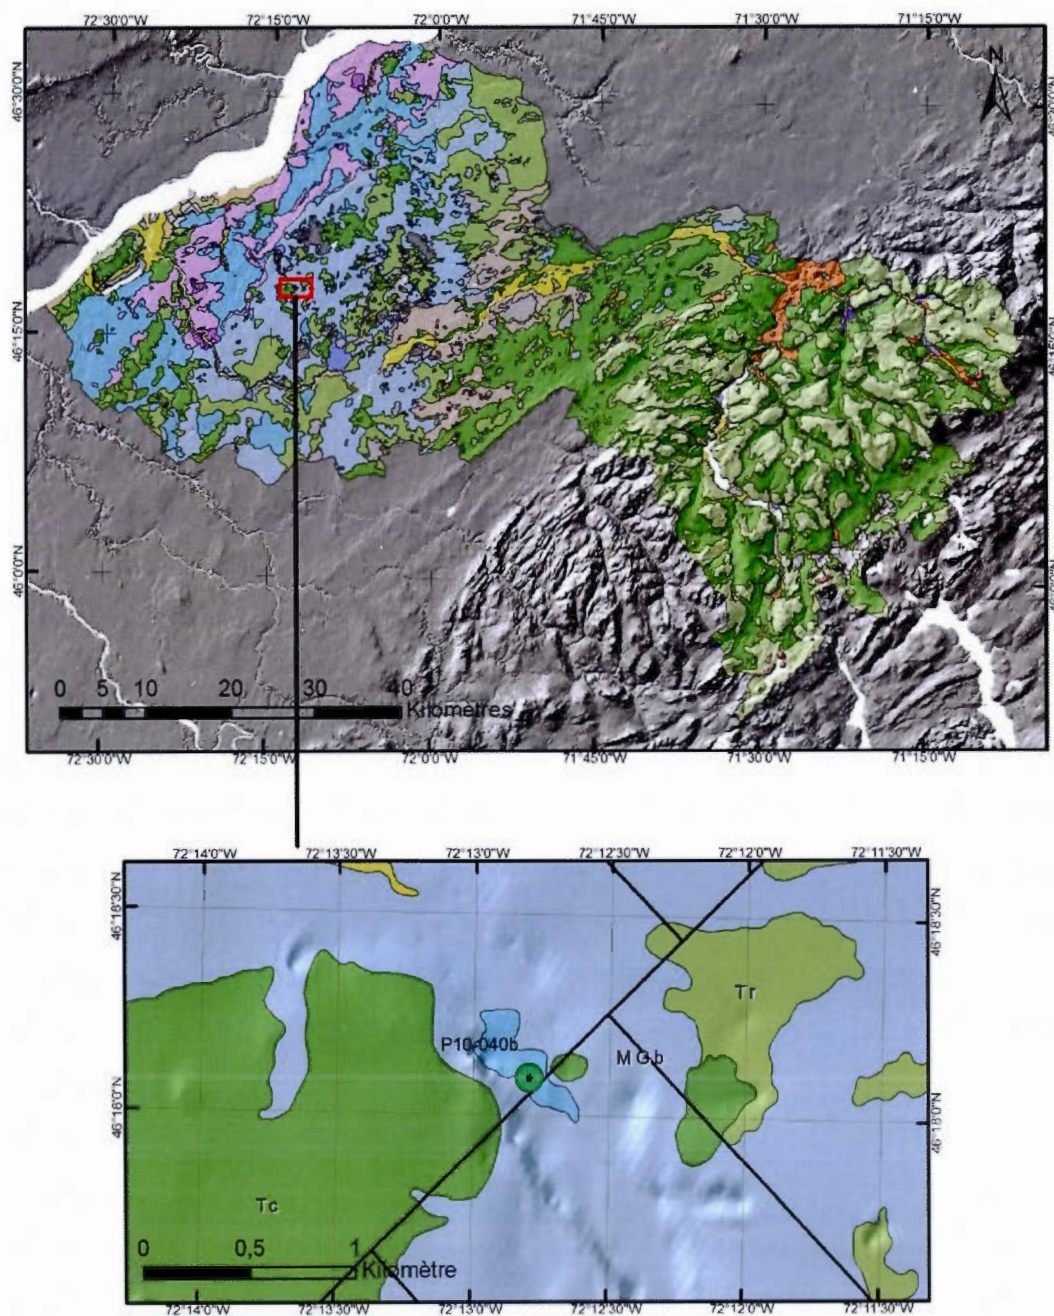 72°30'0"W 72°15'0"W 72°0'0"W 71°45'0"W 71°30'0"W 71°15'0"W
N
46°30'0"N
46°15'0"N 46°15'0"N
46°0'0"N
0 5 10 20 30 40
Kilomètres
72°30'0"W 72°15'0"W 72°0'0"W 71°45'0"W 71°30'0"W 71°15'0"W
72°14'0"W 72°13'30"W 72°13'0"W 72°12'30"W 72°12'0"W 72°11'30"W
46°18'30"N 46°18'30"N
Tr
P10-040b
MGb
46°18'0"N 46°18'0"N
Tc
0 0,5 1
Kilomètre
72°14'0"W 72°13'30"W 72°13'0"W 72°12'30"W 72°12'0"W 72°11'30"W